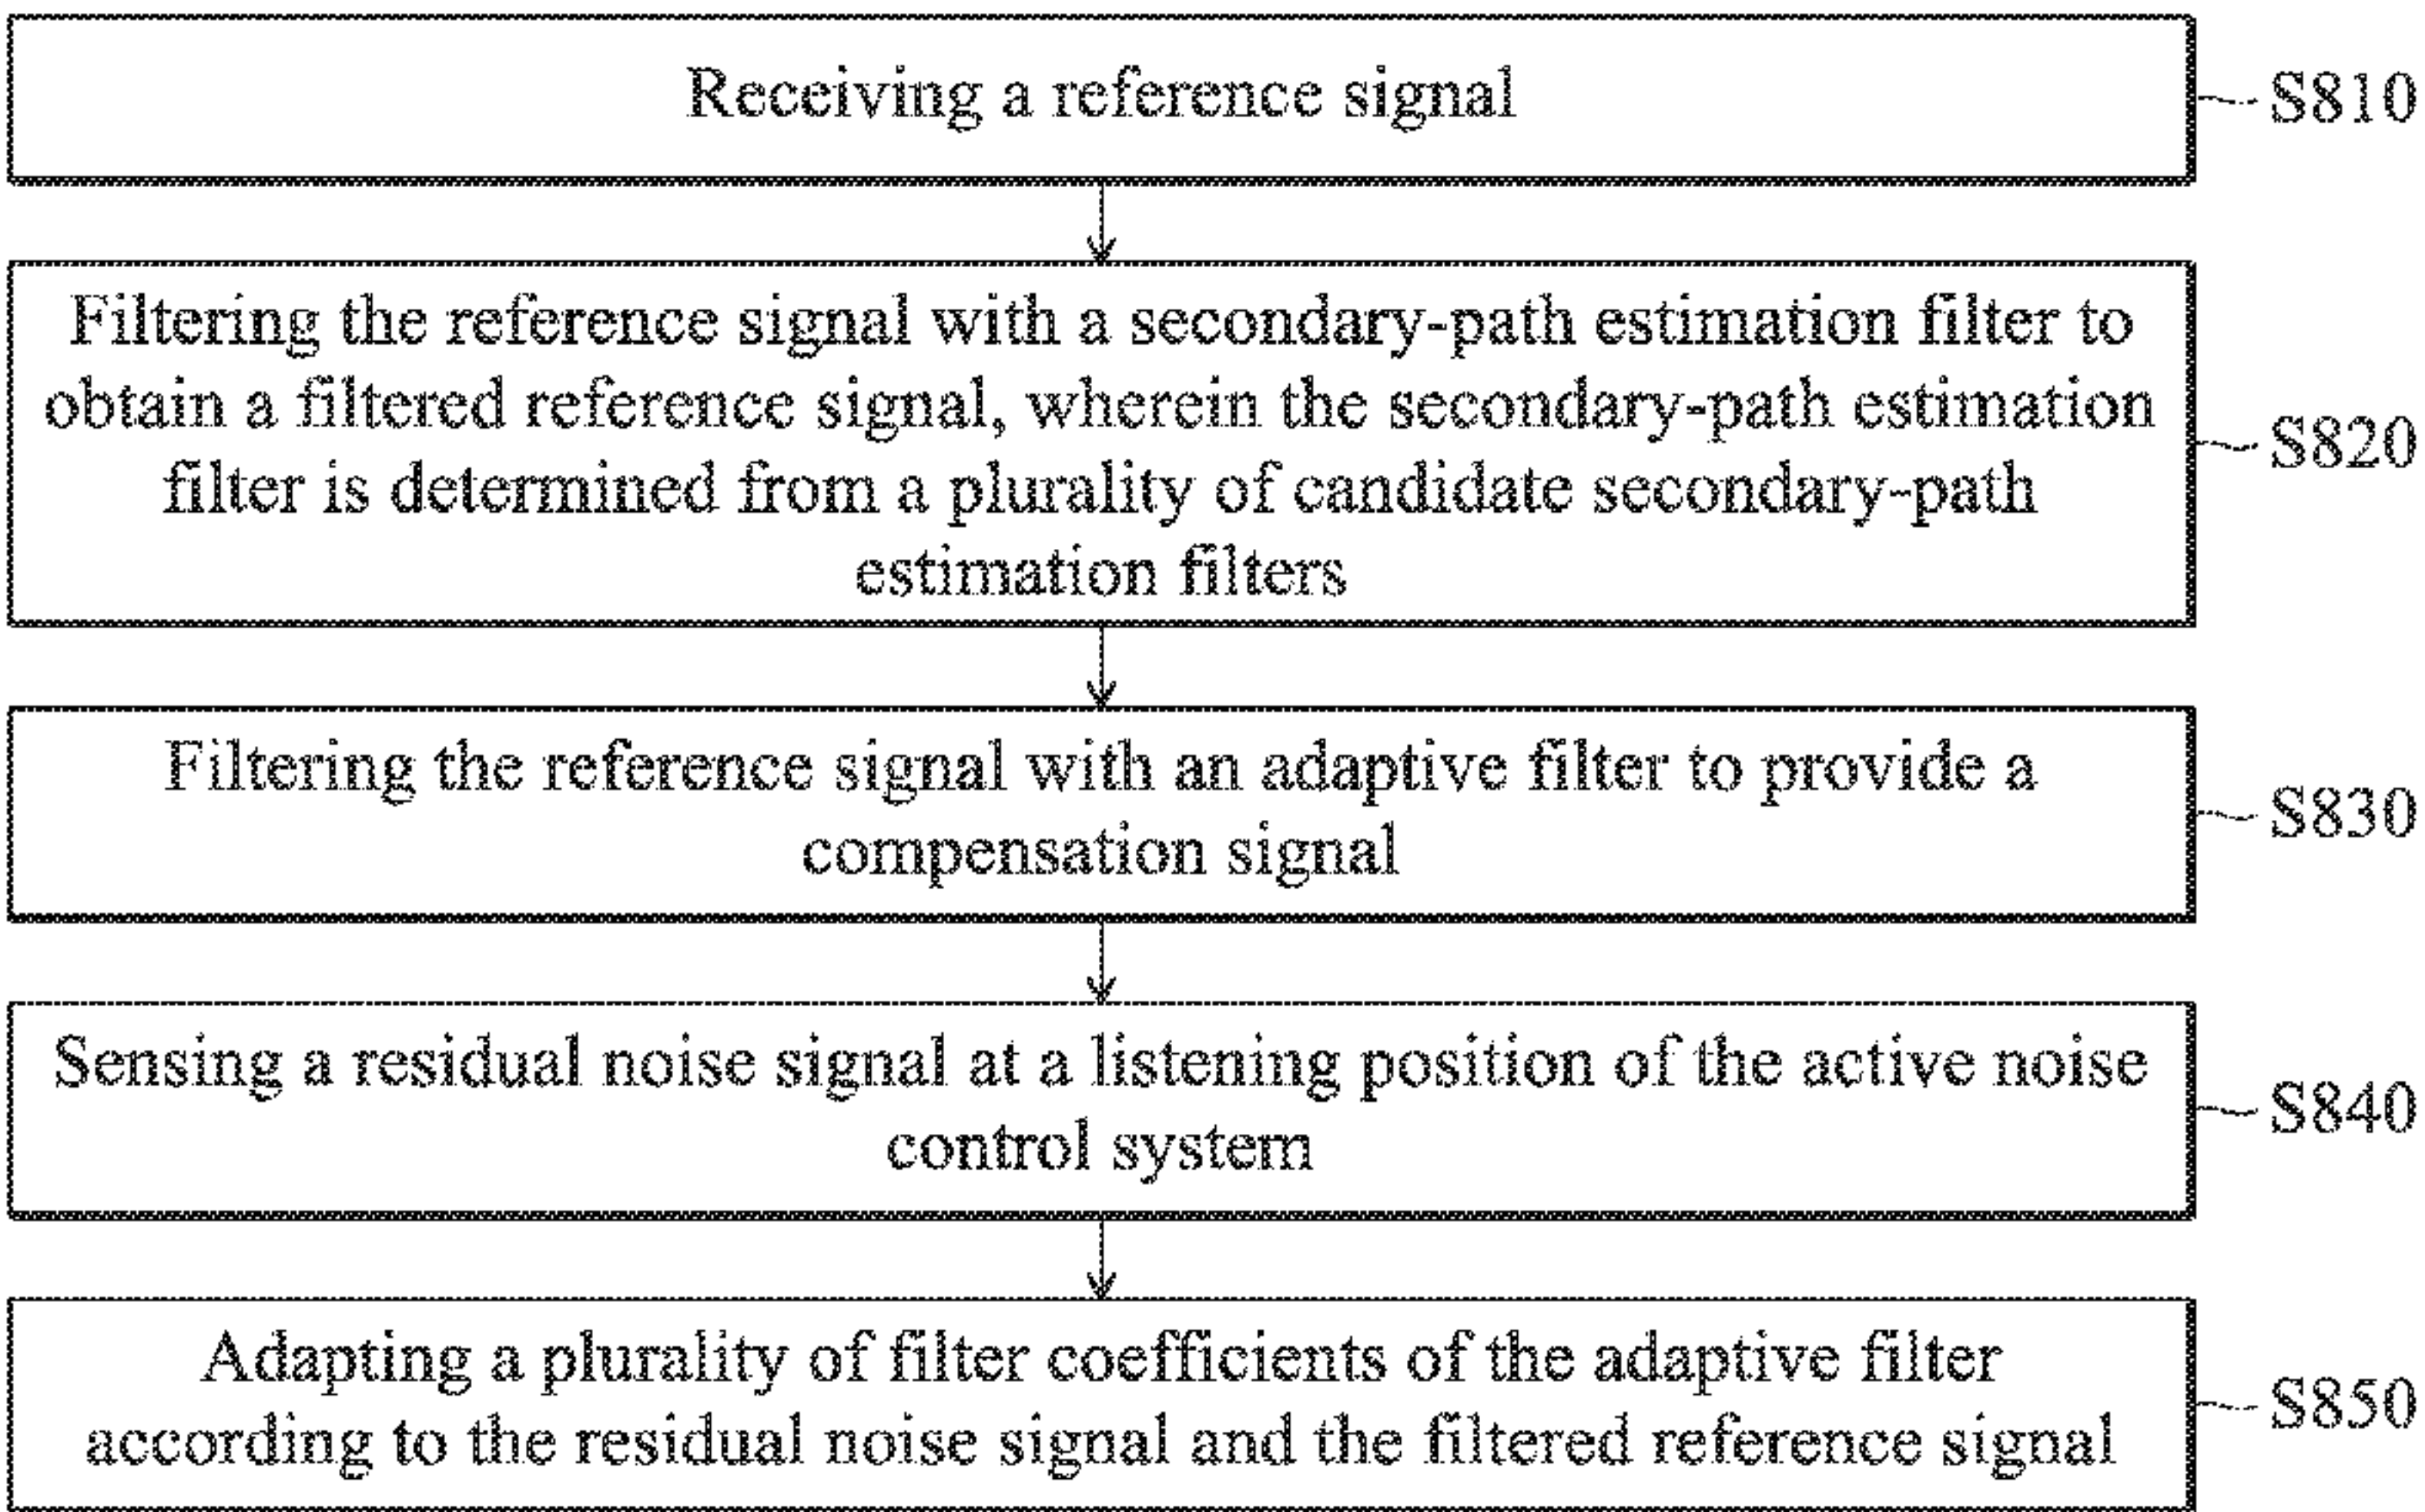 Receiving a reference signal
S810
Filtering the reference signal with a secondary-path estimation filter to
obtain a filtered reference signal, wherein the secondary-path estimation
filter is determined from a plurality of candidate secondary-path
estimation filters
S820
Filtering the reference signal with an adaptive filter to provide a
compensation signal
S830
Sensing a residual noise signal at a listening position of the active noise
control system
S840
Adapting a plurality of filter coefficients of the adaptive filter
according to the residual noise signal and the filtered reference signal
S850